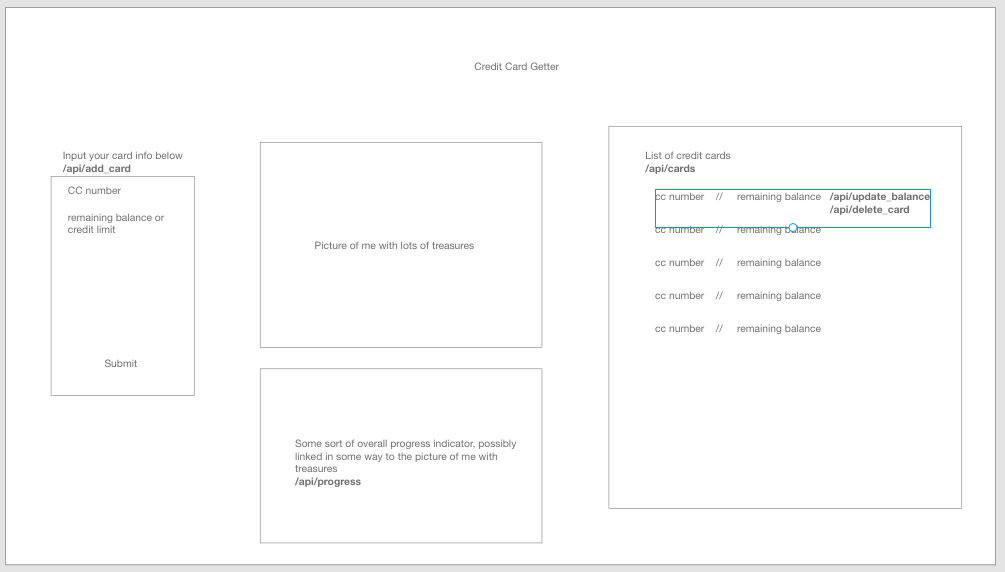 Credit Card Getter
Input your card info below
/api/add_card
CC number
remaining balance or
credit limit
Submit
Picture of me with lots of treasures
Some sort of overall progress indicator, possibly
linked in some way to the picture of me with
treasures
/api/progress
List of credit cards
/api/cards
cc number // remaining balance /api/update_balance
/api/delete_card
cc number // remaining balance
cc number // remaining balance
cc number // remaining balance
cc number // remaining balance